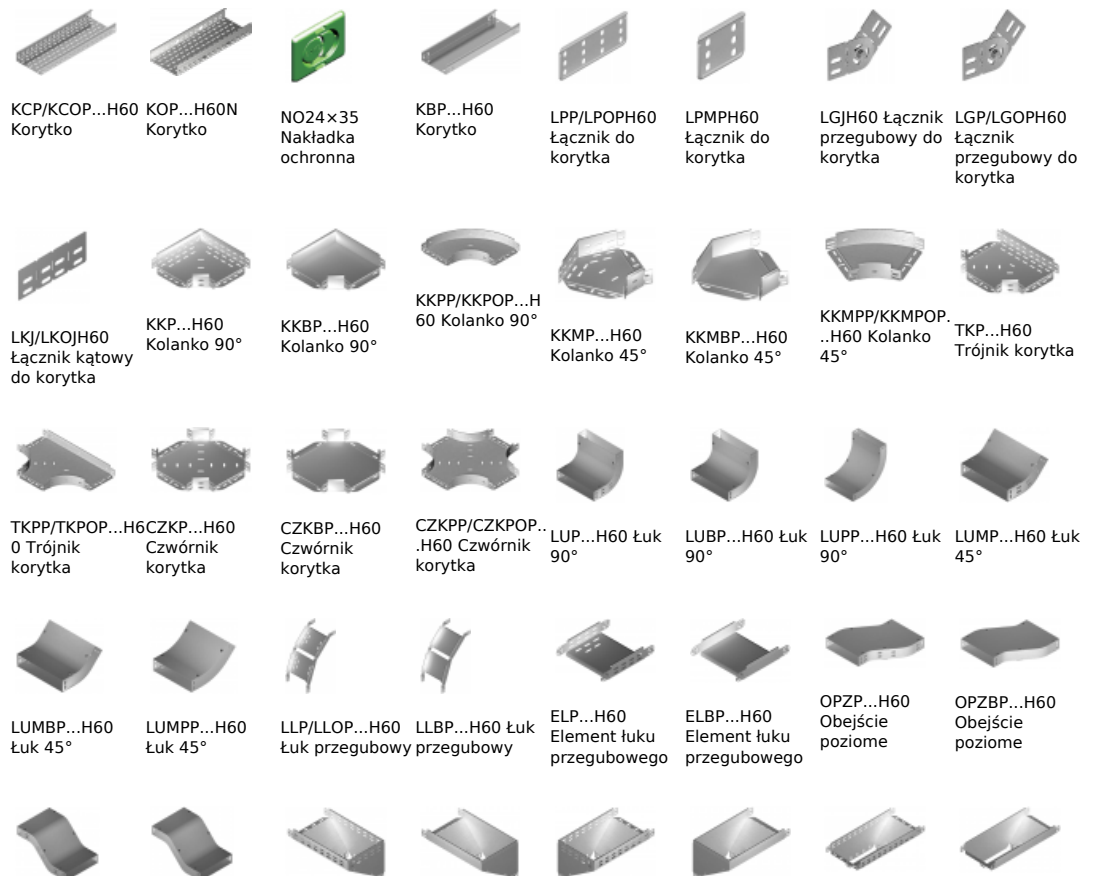 KCP/KCOP...H60
Korytko
KOP...H60N
Korytko
NO24×35
Nakładka
ochronna
KBP...H60
Korytko
LPP/LPOPH60
Łącznik do
korytka
LPMPH60
Łącznik do
korytka
LGJH60 Łącznik
przegubowy do
korytka
LGP/LGOPH60
Łącznik
przegubowy do
korytka
LKJ/LKOJH60
Łącznik kątowy
do korytka
KKP...H60
Kolanko 90°
KKBP...H60
Kolanko 90°
KKPP/KKPOP...H
60 Kolanko 90°
KKMP...H60
Kolanko 45°
KKMBP...H60
Kolanko 45°
KKMPP/KKMPOP.
..H60 Kolanko
45°
TKP...H60
Trójnik korytka
TKPP/TKPOP...H6
0 Trójnik
korytka
CZKP...H60
Czwórnik
korytka
CZKBP...H60
Czwórnik
korytka
CZKPP/CZKPOP..
.H60 Czwórnik
korytka
LUP...H60 Łuk
90°
LUBP...H60 Łuk
90°
LUPP...H60 Łuk
90°
LUMP...H60 Łuk
45°
LUMBP...H60
Łuk 45°
LUMPP...H60
Łuk 45°
LLP/LLOP...H60
Łuk przegubowy
LLBP...H60 Łuk
przegubowy
ELP...H60
Element łuku
przegubowego
ELBP...H60
Element łuku
przegubowego
OPZP...H60
Obejście
poziome
OPZBP...H60
Obejście
poziome